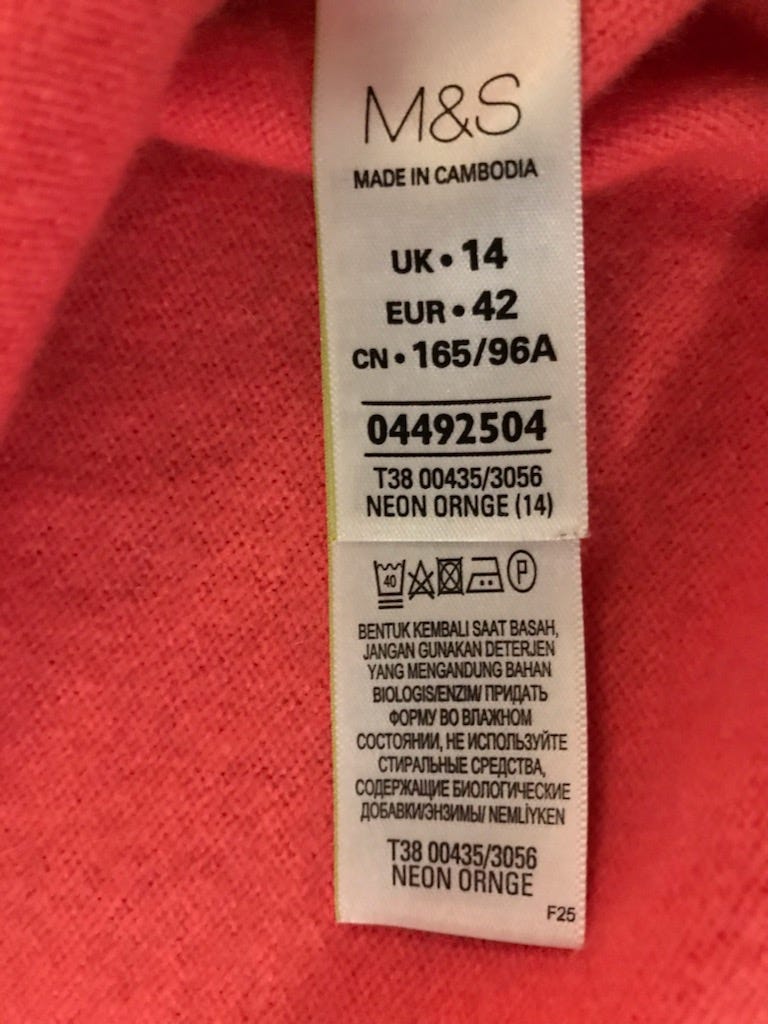 M&S
MADE IN CAMBODIA
UK • 14
EUR • 42
CN • 165/96A
04492504
T38 00435/3056
NEON ORNGE (14)
40 P
BENTUK KEMBALI SAAT BASAH,
JANGAN GUNAKAN DETERJEN
YANG MENGANDUNG BAHAN
BIOLOGIS/ENZIM/ ПРИДАТЬ
ФОРМУ ВО ВЛАЖНОМ
СОСТОЯНИИ, НЕ ИСПОЛЬЗУЙТЕ
СТИРАЛЬНЫЕ СРЕДСТВА,
СОДЕРЖАЩИЕ БИОЛОГИЧЕСКИЕ
ДОБАВКИ/ЭНЗИМЫ/ NEMLİYKEN
T38 00435/3056
NEON ORNGE
F25